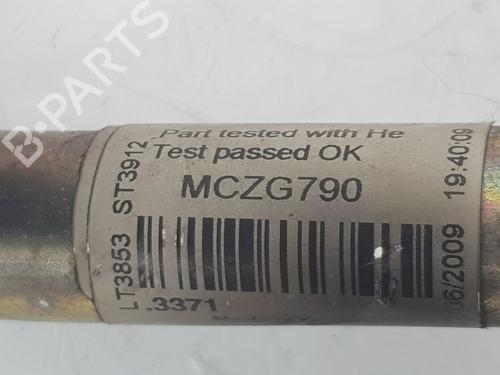 Part tested with He
Test passed OK
MCZG790
.3371
LT3853 ST3912
06/2009 19:40:09
B-PARTS